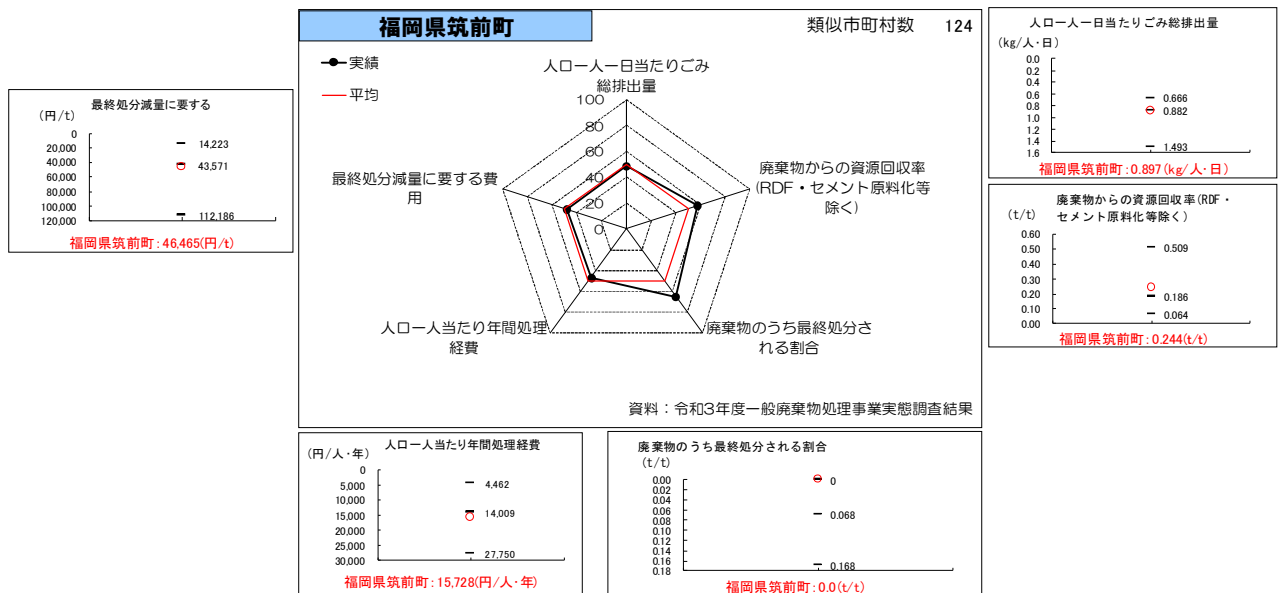 福岡県筑前町
類似市町村数 124
実績
平均
人口一人一日当たりごみ
総排出量
廃棄物からの資源回収率
(RDF・セメント原料化等
除く)
廃棄物のうち最終処分さ
れる割合
人口一人当たり年間処理
経費
最終処分減量に要する費
用
100
80
60
40
20
0
資料：令和3年度一般廃棄物処理事業実態調査結果
最終処分減量に要する
(円/t)
0
20,000
40,000
60,000
80,000
100,000
120,000
14,223
43,571
112,186
福岡県筑前町:46,465(円/t)
人口一人一日当たりごみ総排出量
(kg/人・日)
0.0
0.2
0.4
0.6
0.8
1.0
1.2
1.4
1.6
0.666
0.882
1.493
福岡県筑前町:0.897(kg/人・日)
廃棄物からの資源回収率(RDF・
セメント原料化等除く)
(t/t)
0.60
0.50
0.40
0.30
0.20
0.10
0.00
0.509
0.186
0.064
福岡県筑前町:0.244(t/t)
人口一人当たり年間処理経費
(円/人・年)
0
5,000
10,000
15,000
20,000
25,000
30,000
4,462
14,009
27,750
福岡県筑前町:15,728(円/人・年)
廃棄物のうち最終処分される割合
(t/t)
0.00
0.02
0.04
0.06
0.08
0.10
0.12
0.14
0.16
0.18
0
0.068
0.168
福岡県筑前町:0.0(t/t)